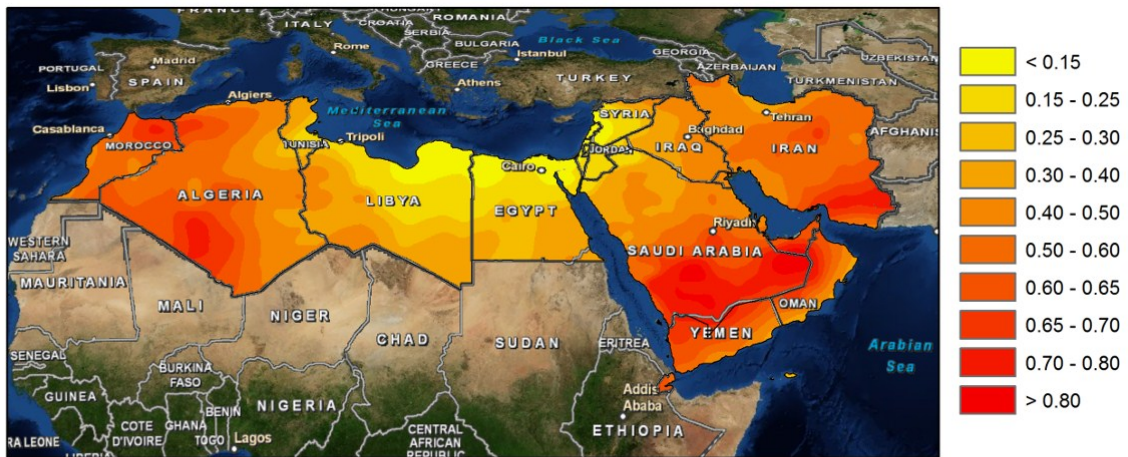 ITALY
CROATIA
ROMANIA
SERBIA
BULGARIA
Black Sea
GEORGIA
UZBEKISTAN
PORTUGAL
Madrid
Rome
Istanbul
AZERBAIJAN
TURKMENISTAN
SPAIN
GREECE
Lisbon
Athens
TURKEY
Algiers
Mediterranean
Sea
SYRIA
Tehran
AFGHANIS
Casablanca
MOROCCO
TUNISIA
Tripoli
JORDAN
Baghdad
IRAQ
IRAN
Cairo
ALGERIA
LIBYA
EGYPT
Riyadh
WESTERN
SAHARA
SAUDI ARABIA
MAURITANIA
MALI
NIGER
CHAD
SUDAN
OMAN
YEMEN
ERITREA
Arabian
Sea
SENEGAL
BURKINA
FASO
GUINEA
BENIN
NIGERIA
Addis
Ababa
COTE
D'IVOIRE
GHANA
TOGO
Lagos
CENTRAL
AFRICAN
REPUBLIC
ETHIOPIA
RA LEONE
LIBERIA
< 0.15
0.15 - 0.25
0.25 - 0.30
0.30 - 0.40
0.40 - 0.50
0.50 - 0.60
0.60 - 0.65
0.65 - 0.70
0.70 - 0.80
> 0.80